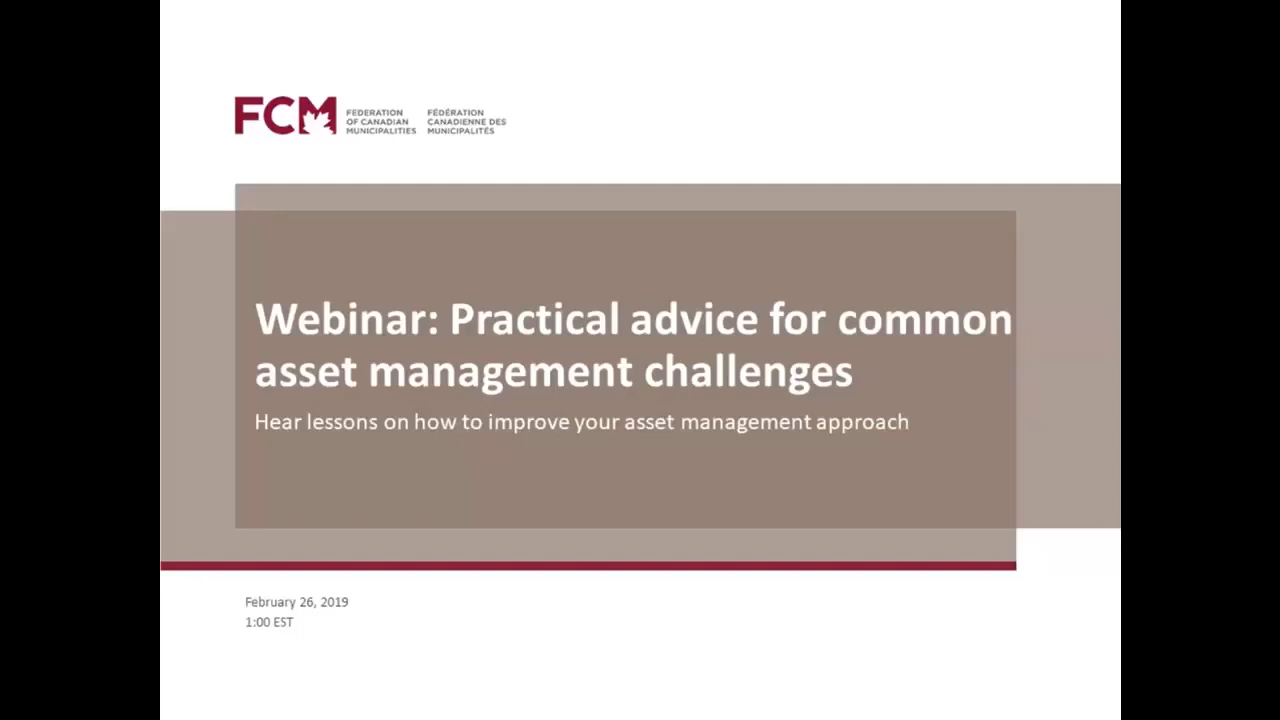 FCM
FEDERATION
OF CANADIAN
MUNICIPALITIES
FÉDÉRATION
CANADIENNE DES
MUNICIPALITÉS
Webinar: Practical advice for common
asset management challenges
Hear lessons on how to improve your asset management approach
February 26, 2019
1:00 EST